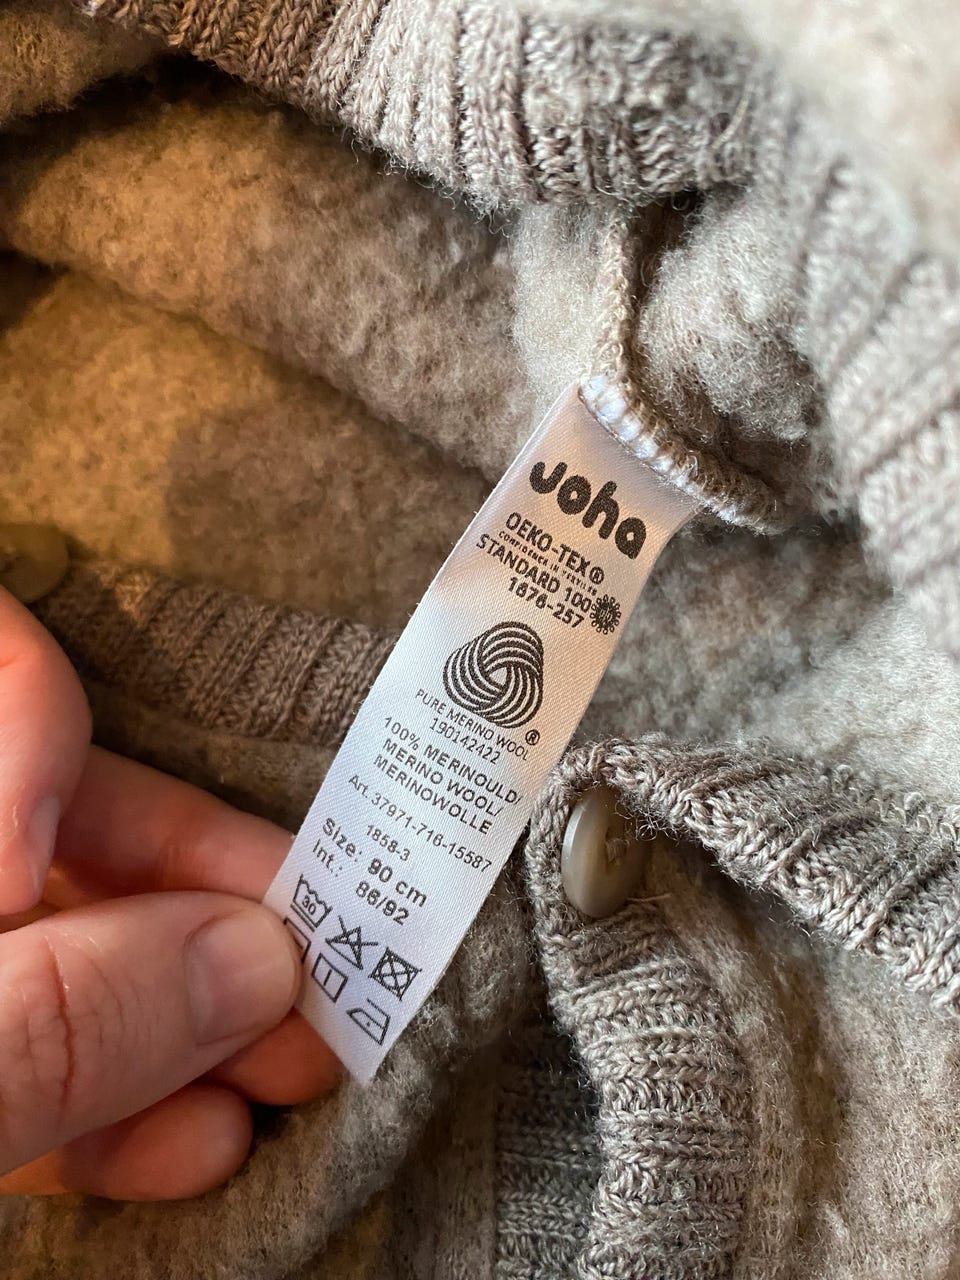 Joha
OEKO-TEX®
CONFIDENCE IN TEXTILES
STANDARD 100
1676-257
PURE MERINO WOOL
190142422
100% MERINOULD/
MERINO WOOL/
MERINOWOLLE
Art. 37971-716-15587
1858-3
Size: 90 cm
Int.: 86/92
30